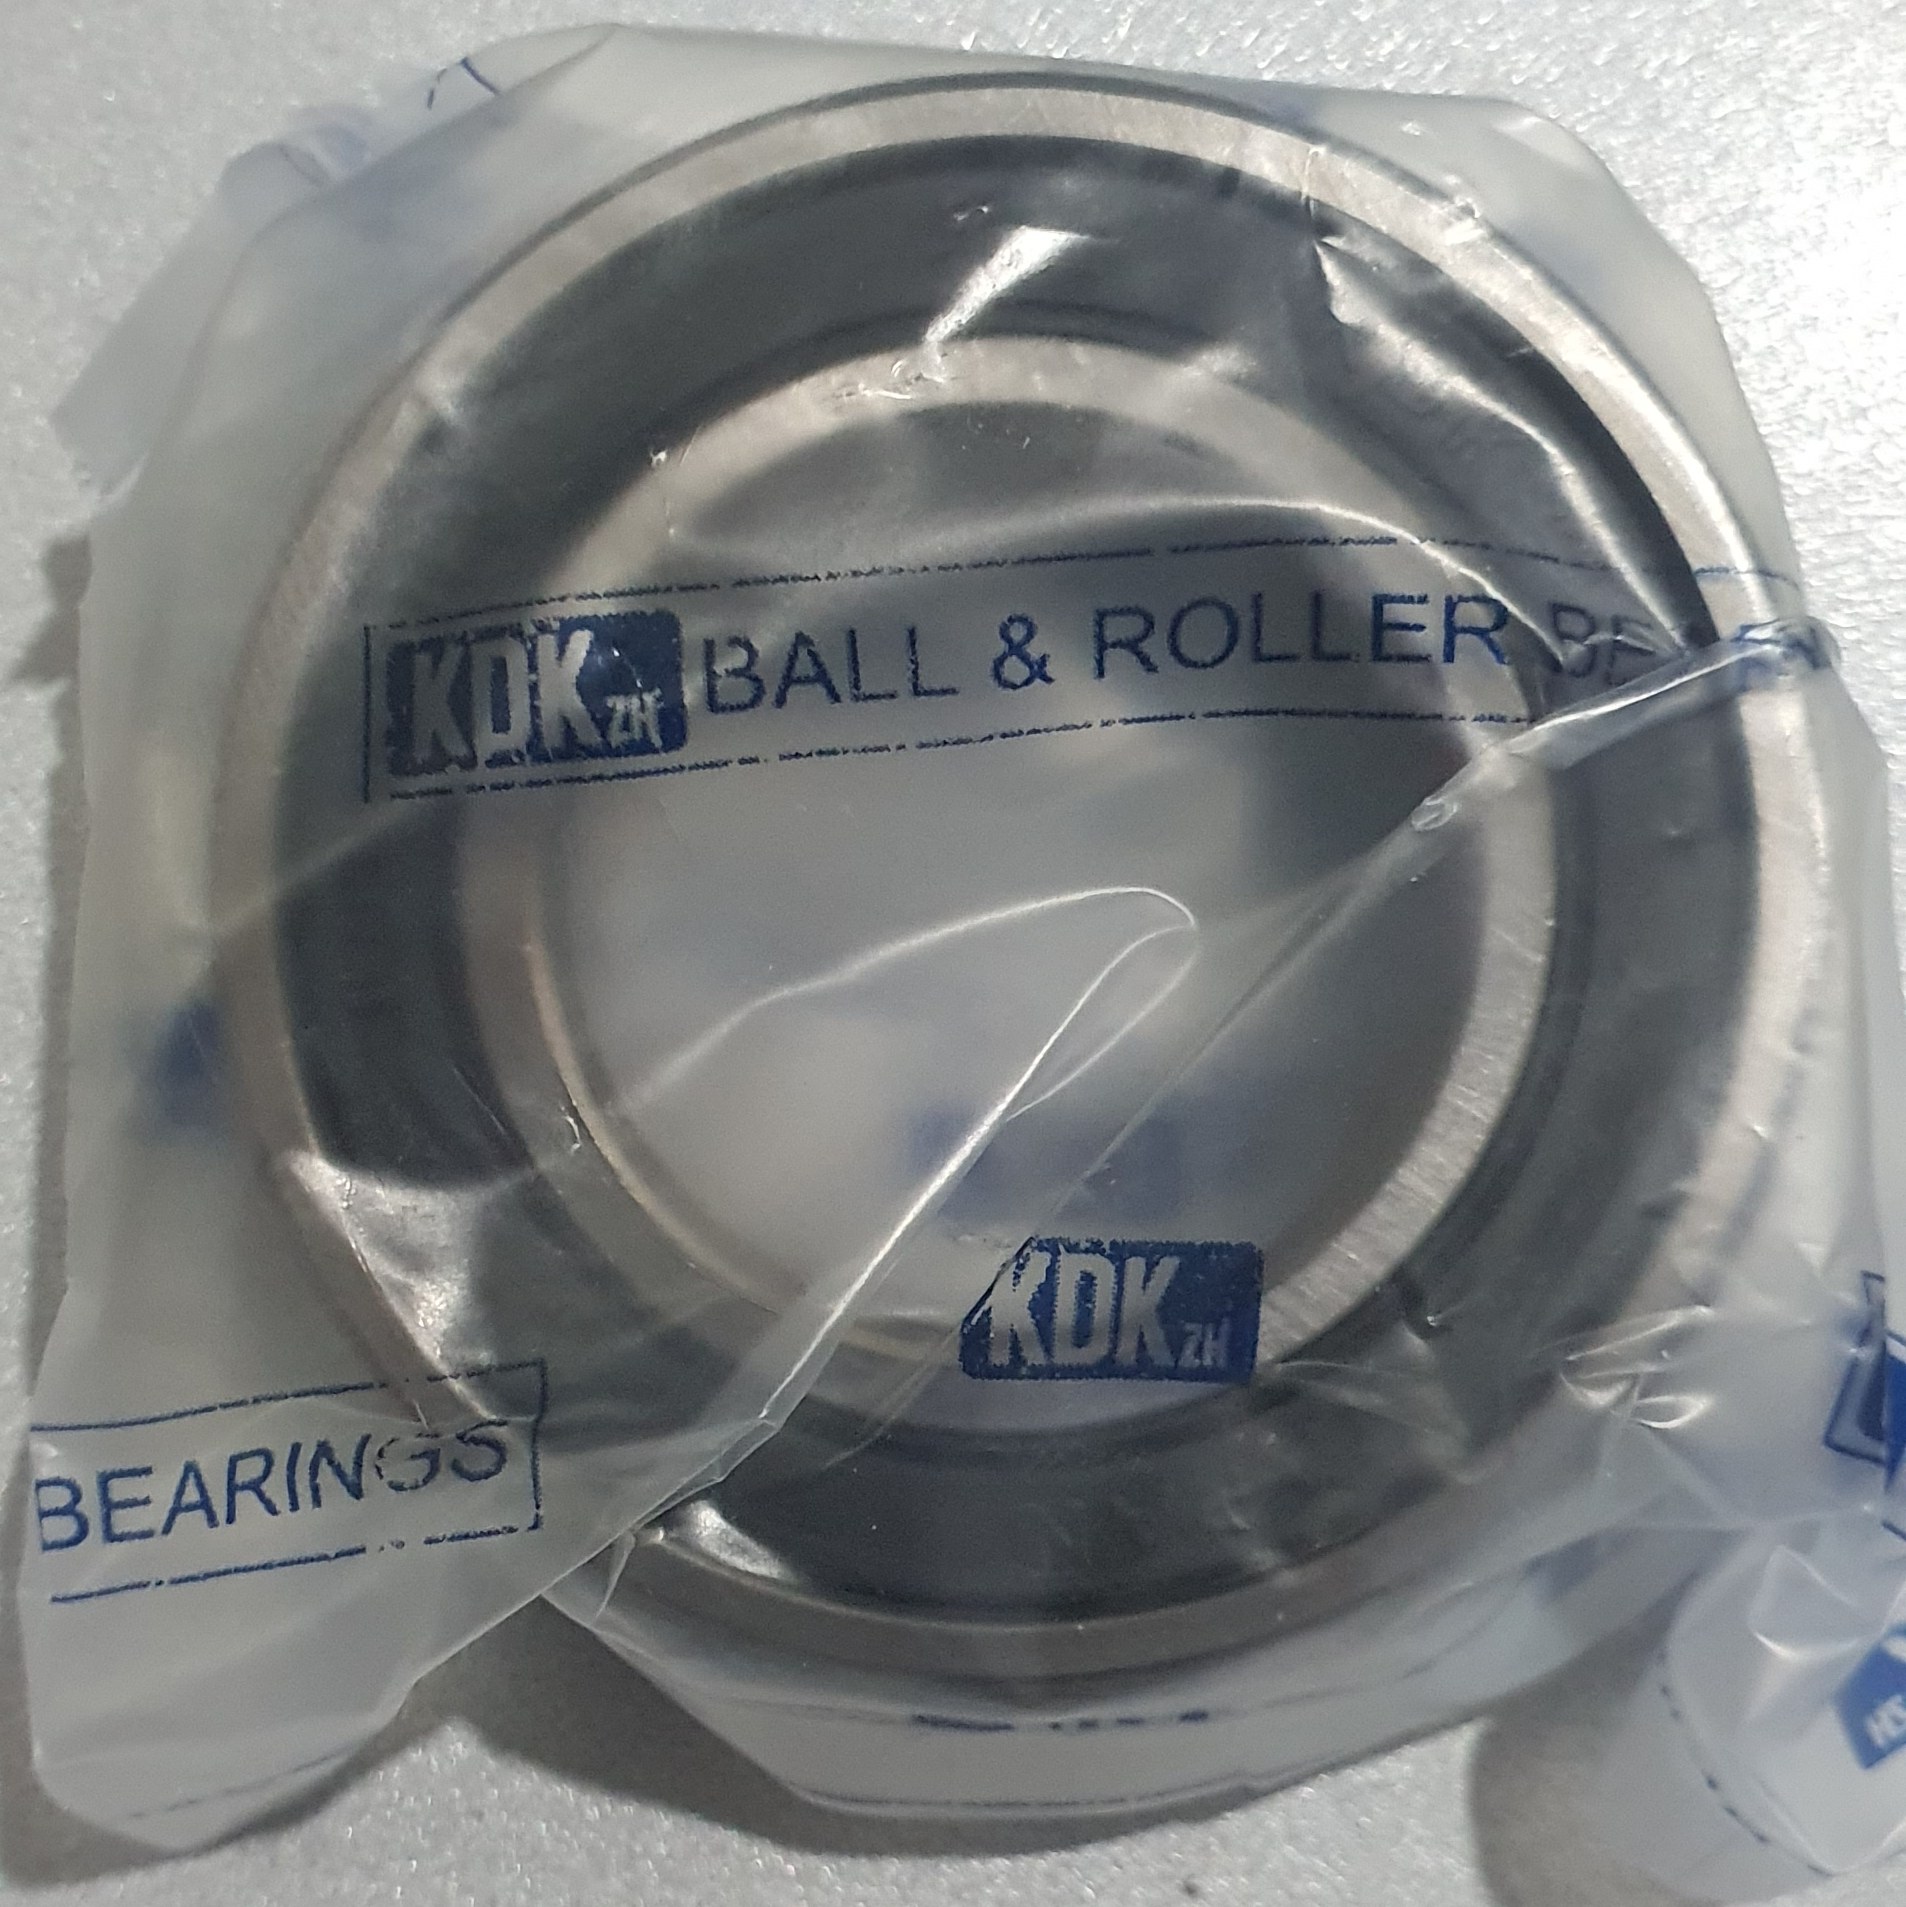 KDK ZH BALL & ROLLER
KDK ZH
BEARINGS